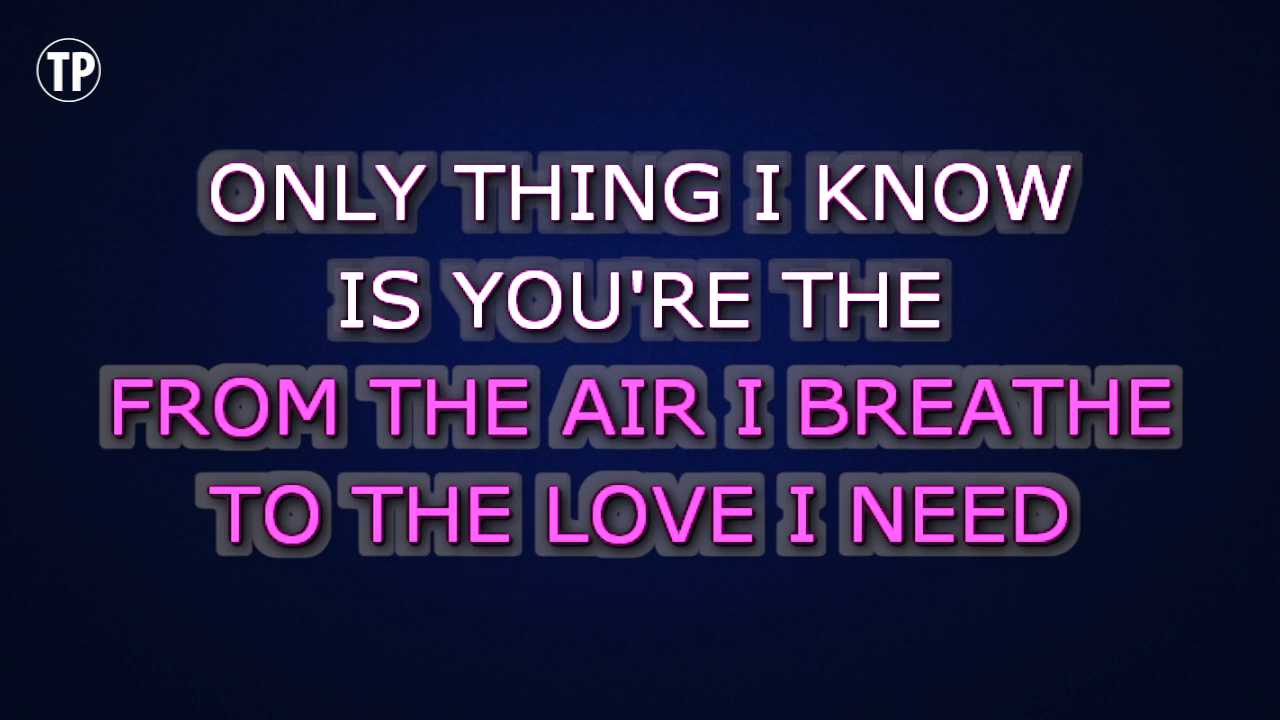 TP
ONLY THING I KNOW
IS YOU'RE THE
FROM THE AIR I BREATHE
TO THE LOVE I NEED